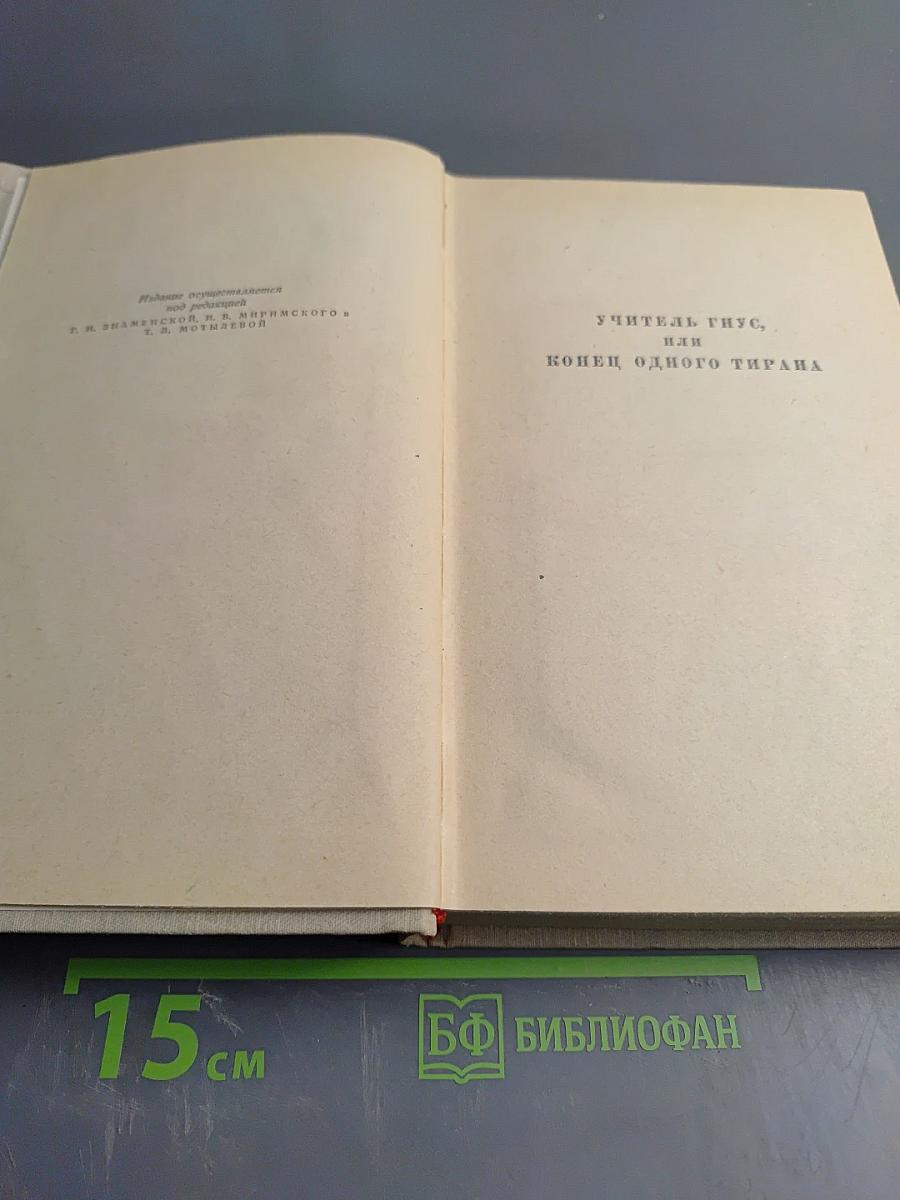 Издание осуществляется
под редакцией
Т. И. ЗНАМЕНСКОЙ, И. В. МИРИМСКОГО и
Т. Л. МОТЫЛЕВОЙ
УЧИТЕЛЬ ГНУС,
ИЛИ
КОНЕЦ ОДНОГО ТИРАНА
15 см
БФ БИБЛИОФАН